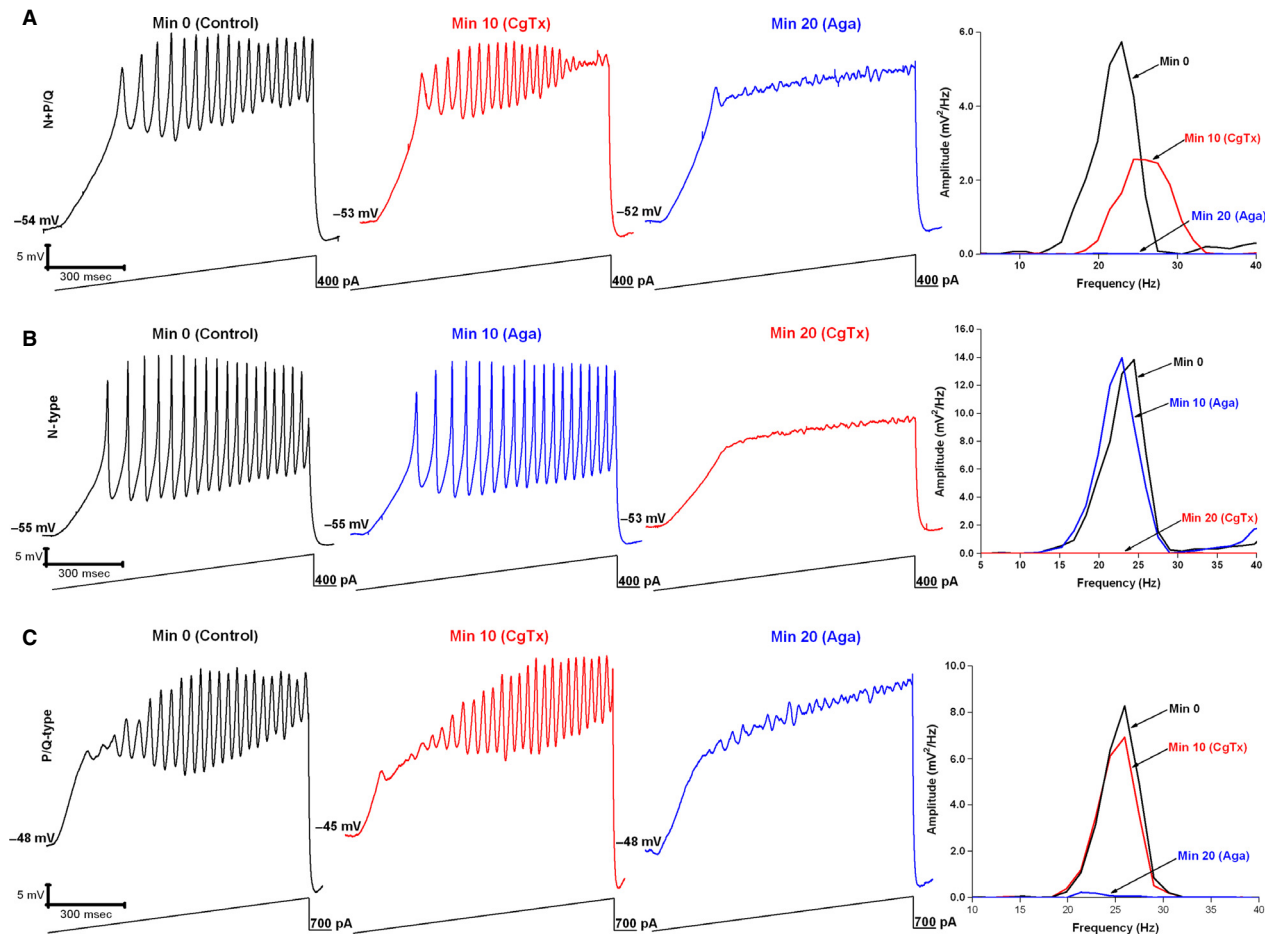 A
Min 0 (Control)
Min 10 (CgTx)
Min 20 (Aga)
N+P/Q
–54 mV
–53 mV
–52 mV
5 mV
300 msec
400 pA
400 pA
400 pA
6.0
4.0
2.0
0.0
Amplitude (mV²/Hz)
Min 0
Min 10 (CgTx)
Min 20 (Aga)
10 20 30 40
Frequency (Hz)
B
Min 0 (Control)
Min 10 (Aga)
Min 20 (CgTx)
N-type
–55 mV
–55 mV
–53 mV
5 mV
300 msec
400 pA
400 pA
400 pA
16.0
14.0
12.0
10.0
8.0
6.0
4.0
2.0
0.0
Amplitude (mV²/Hz)
Min 0
Min 10 (Aga)
Min 20 (CgTx)
5 10 15 20 25 30 35 40
Frequency (Hz)
C
Min 0 (Control)
Min 10 (CgTx)
Min 20 (Aga)
P/Q-type
–48 mV
–45 mV
–48 mV
5 mV
300 msec
700 pA
700 pA
700 pA
10.0
8.0
6.0
4.0
2.0
0.0
Amplitude (mV²/Hz)
Min 0
Min 10 (CgTx)
Min 20 (Aga)
10 15 20 25 30 35 40
Frequency (Hz)